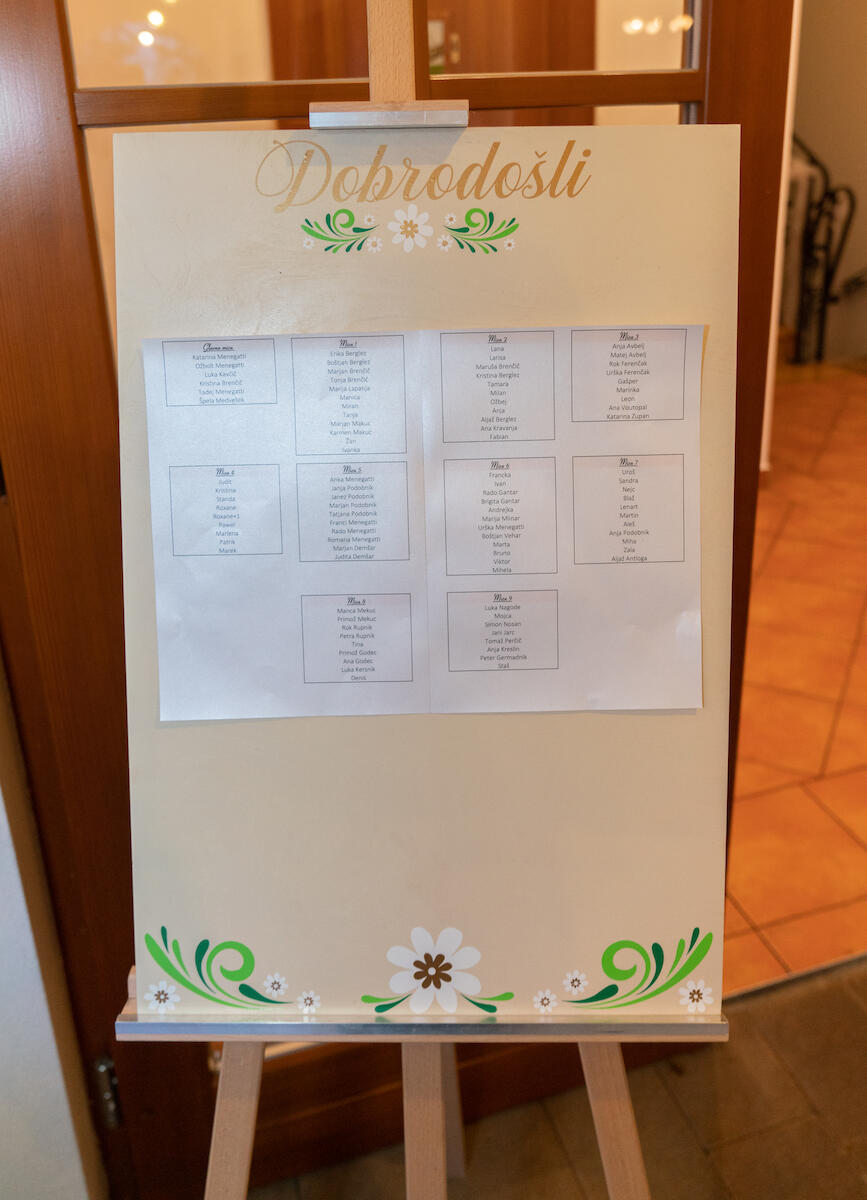 Dobrodošli
Glavna miza
Katarina Menegatti
Ožbolt Menegatti
Luka Kavčič
Kristina Brenčič
Tadej Menegatti
Špela Medvešek
Miza 1
Erika Berglez
Boštjan Berglez
Marjan Brenčič
Tonja Brenčič
Marija Lapanja
Marica
Miran
Tanja
Marjan Makuc
Karmen Makuc
Žan
Ivanka
Miza 2
Lana
Larisa
Maruša Brenčič
Kristina Berglez
Tamara
Milan
Ožbej
Anja
Aljaž Berglez
Ana Kravanja
Fabian
Miza 3
Anja Avbelj
Matej Avbelj
Rok Ferenčak
Urška Ferenčak
Gašper
Marinka
Leon
Ana Voutopal
Katarina Zupan
Miza 4
Judit
Kristina
Standa
Roxane
Roxane+1
Pawel
Marlena
Patrik
Marek
Miza 5
Anka Menegatti
Janja Podobnik
Janez Podobnik
Marjan Podobnik
Tatjana Podobnik
Franci Menegatti
Rado Menegatti
Romana Menegatti
Marjan Demšar
Judita Demšar
Miza 6
Francka
Ivan
Rado Gantar
Brigita Gantar
Andrejka
Marija Mlinar
Urška Menegatti
Boštjan Vehar
Marta
Bruno
Viktor
Mihela
Miza 7
Uroš
Sandra
Nejc
Blaž
Lenart
Martin
Aleš
Anja Podobnik
Miha
Zala
Aljaž Antloga
Miza 8
Manca Mekuc
Primož Mekuc
Rok Rupnik
Petra Rupnik
Tina
Primož Godec
Ana Godec
Luka Kersnik
Denis
Miza 9
Luka Nagode
Mojca
Simon Nosan
Jani Jarc
Tomaž Perčič
Anja Kreslin
Peter Germadnik
Staš